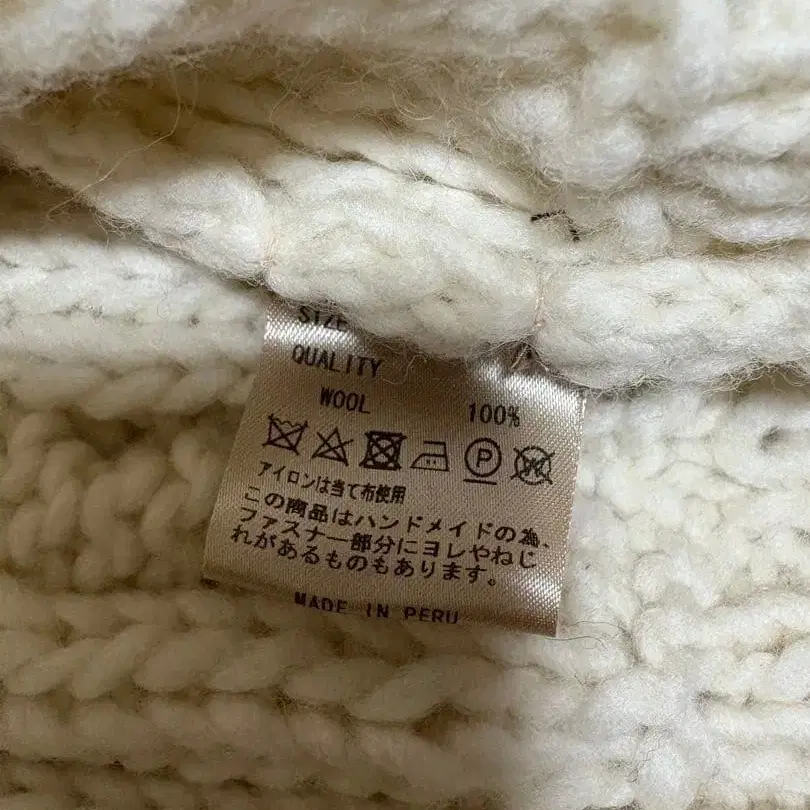 SIZE
QUALITY
WOOL 100%
P W
アイロンは当て布使用
この商品はハンドメイドの為、
ファスナー部分にヨレやねじ
れがあるものもあります。
MADE IN PERU